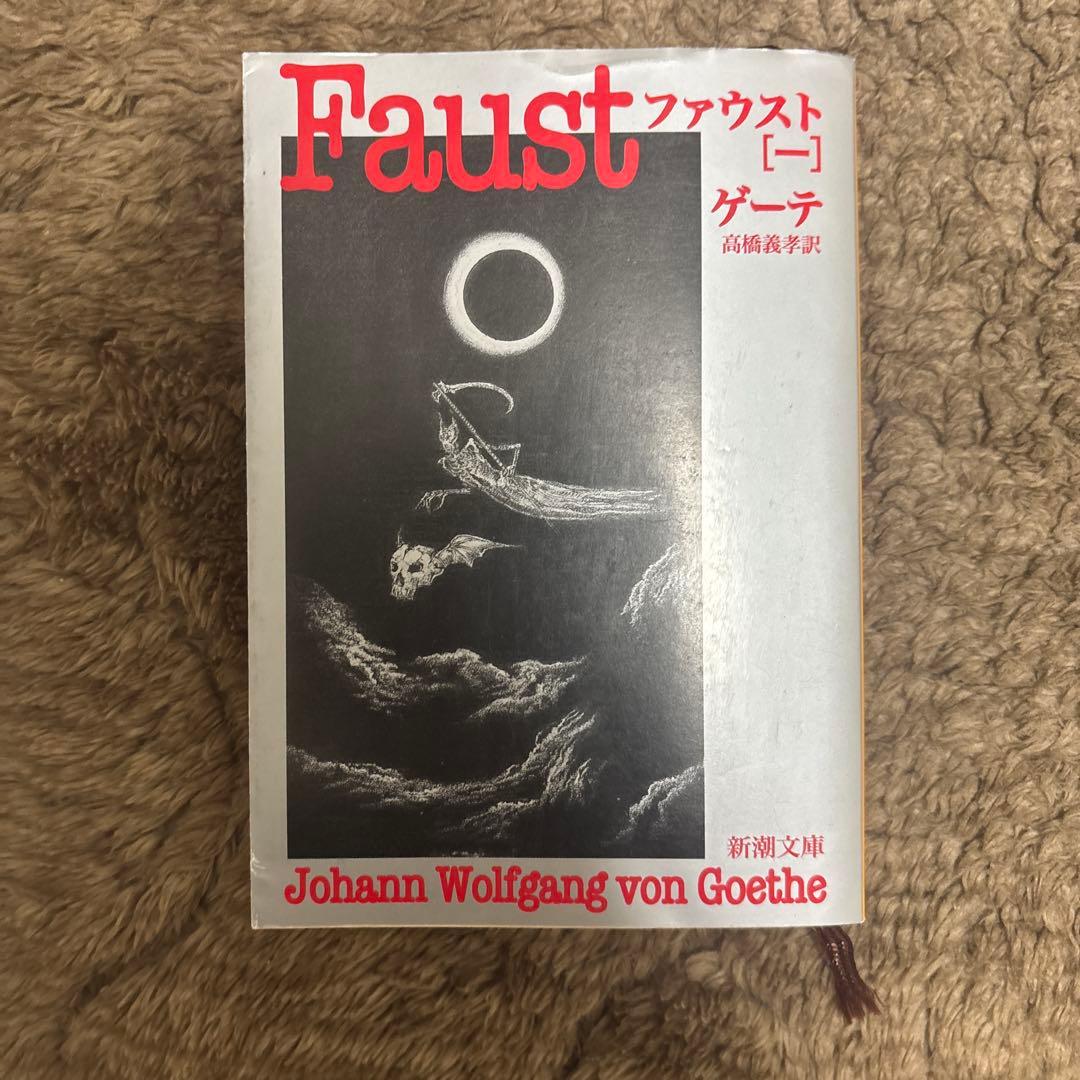 Faust
ファウスト
[一]
ゲーテ
高橋義孝訳
新潮文庫
Johann Wolfgang von Goethe